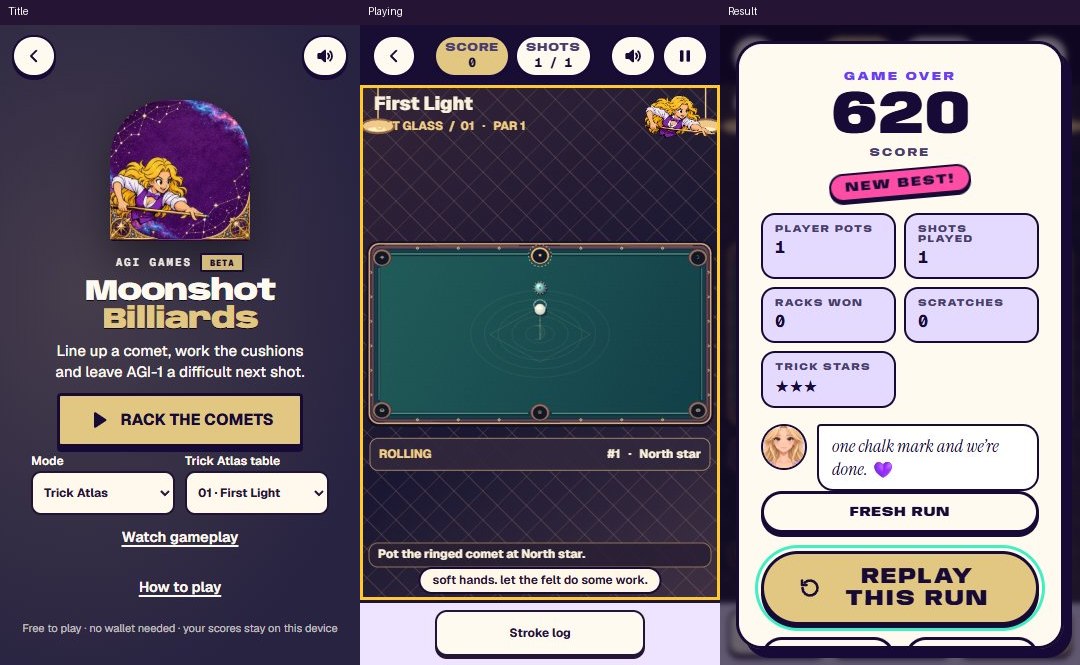 Title
AGI GAMES BETA
Moonshot
Billiards
Line up a comet, work the cushions
and leave AGI-1 a difficult next shot.
RACK THE COMETS
Mode
Trick Atlas table
Trick Atlas
01 · First Light
Watch gameplay
How to play
Free to play · no wallet needed · your scores stay on this device
Playing
SCORE
0
SHOTS
1 / 1
First Light
T GLASS / 01 · PAR 1
ROLLING
#1 · North star
Pot the ringed comet at North star.
soft hands. let the felt do some work.
Stroke log
Result
GAME OVER
620
SCORE
NEW BEST!
PLAYER POTS
1
SHOTS
PLAYED
1
RACKS WON
0
SCRATCHES
0
TRICK STARS
★★★
one chalk mark and we're
done. 💜
FRESH RUN
REPLAY
THIS RUN